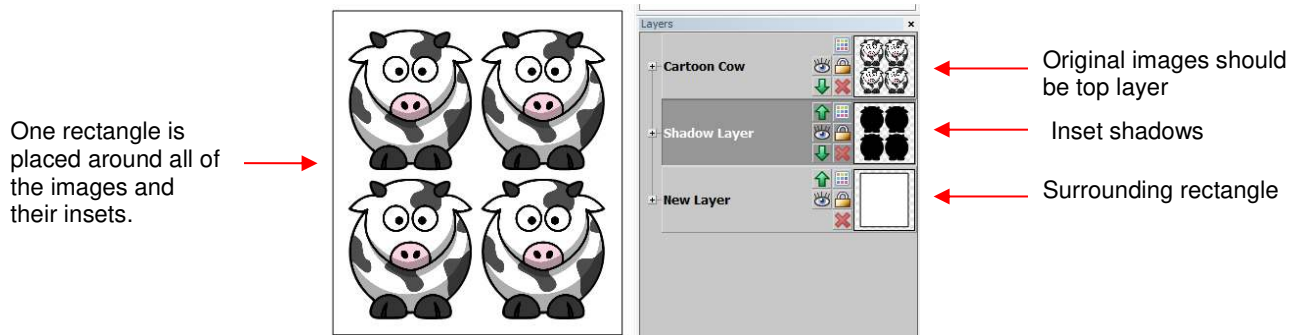 One rectangle is
placed around all of
the images and
their insets.
Layers
Cartoon Cow
Shadow Layer
New Layer
Original images should
be top layer
Inset shadows
Surrounding rectangle